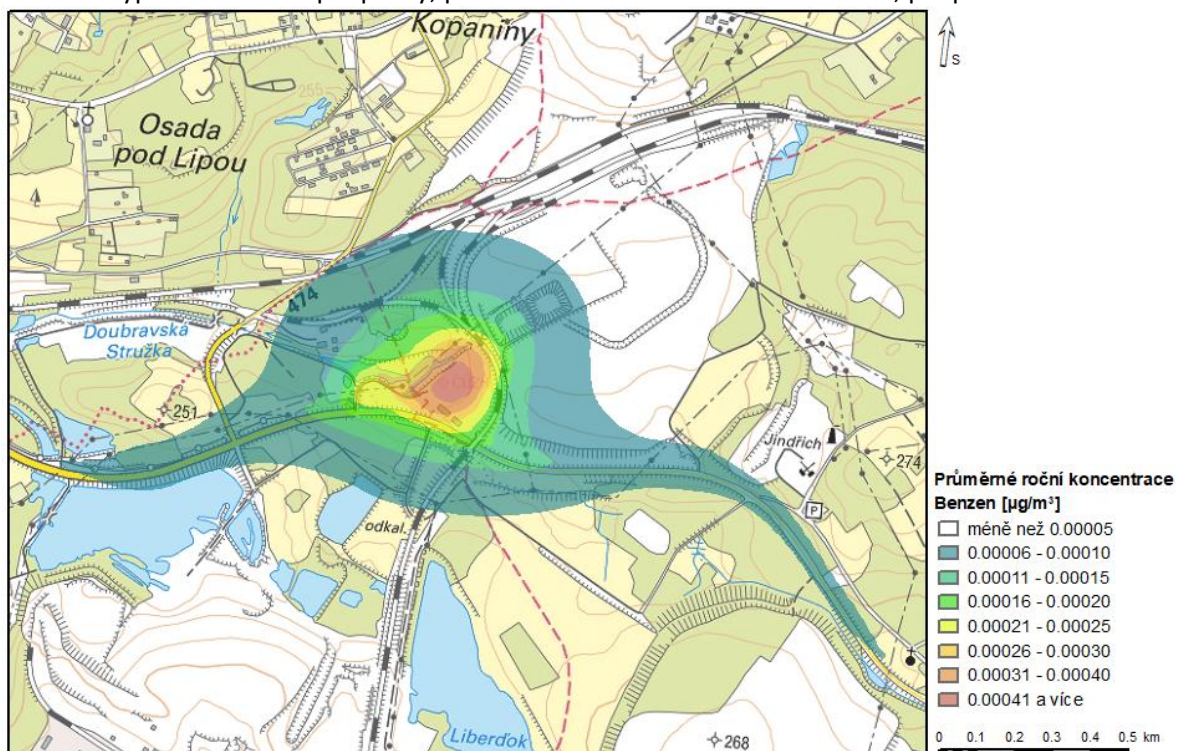 Kopaniny
S
255
Osada
pod Lipou
474
Doubravská
Stružka
251
Jindřich
274
P
odkal.
Liberďok
268
Průměrné roční koncentrace
Benzen [µg/m³]
méně než 0.00005
0.00006 - 0.00010
0.00011 - 0.00015
0.00016 - 0.00020
0.00021 - 0.00025
0.00026 - 0.00030
0.00031 - 0.00040
0.00041 a více
0 0.1 0.2 0.3 0.4 0.5 km